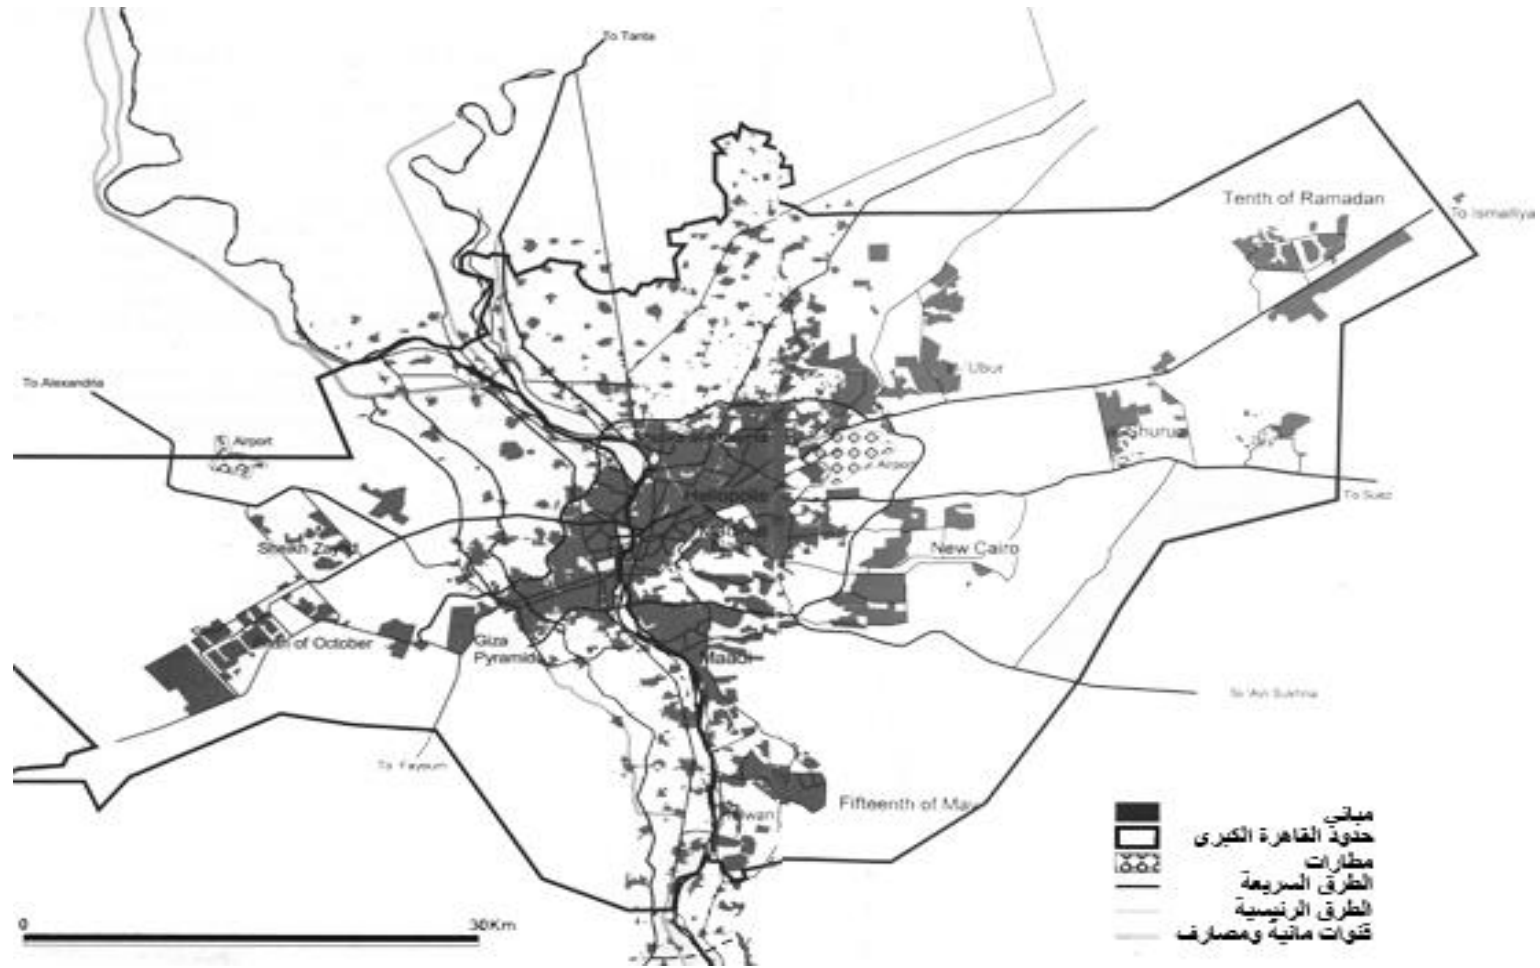 To Tanta
Tenth of Ramadan
To Ismailiya
To Alexandria
Airport
Ubur
Shuruq
Airport
Heliopolis
To Suez
Sheikh Zayed
New Cairo
of October
Giza
Pyramids
Maadi
To Ain Sukhna
To Fayoum
Fifteenth of May
مباني
حدود القاهرة الكبرى
مطارات
الطرق السريعة
الطرق الرئيسية
قنوات مائية ومصارف
0
30Km